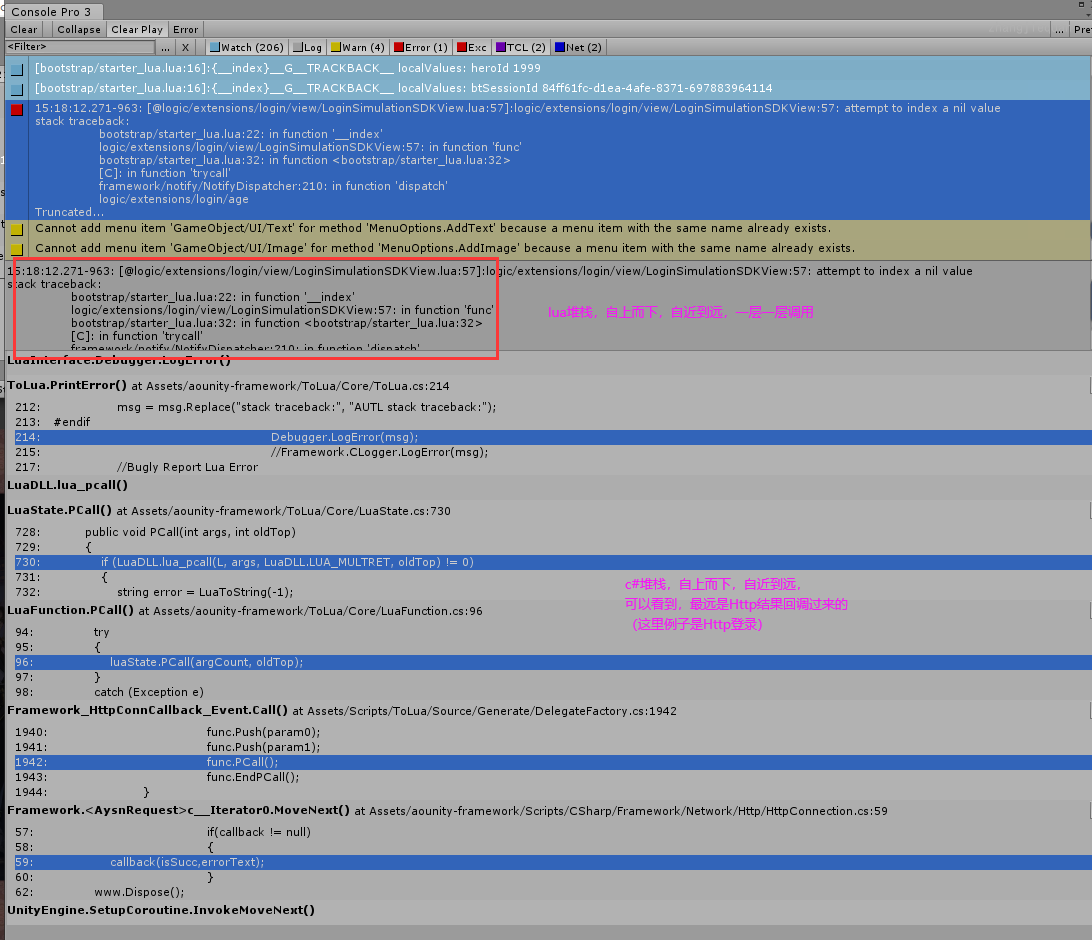 Console Pro 3
Clear Collapse Clear Play Error ... Pre
<Filter> ... X Watch (206) Log Warn (4) Error (1) Exc TCL (2) Net (2)
[bootstrap/starter_lua.lua:16]:{__index}__G__TRACKBACK__ localValues: heroId 1999
[bootstrap/starter_lua.lua:16]:{__index}__G__TRACKBACK__ localValues: btSessionId 84ff61fc-d1ea-4afe-8371-697883964114
15:18:12.271-963: [@logic/extensions/login/view/LoginSimulationSDKView.lua:57]:logic/extensions/login/view/LoginSimulationSDKView:57: attempt to index a nil value
stack traceback:
bootstrap/starter_lua.lua:22: in function '__index'
logic/extensions/login/view/LoginSimulationSDKView:57: in function 'func'
bootstrap/starter_lua.lua:32: in function <bootstrap/starter_lua.lua:32>
[C]: in function 'trycall'
framework/notify/NotifyDispatcher:210: in function 'dispatch'
logic/extensions/login/age
Truncated...
Cannot add menu item 'GameObject/UI/Text' for method 'MenuOptions.AddText' because a menu item with the same name already exists.
Cannot add menu item 'GameObject/UI/Image' for method 'MenuOptions.AddImage' because a menu item with the same name already exists.
15:18:12.271-963: [@logic/extensions/login/view/LoginSimulationSDKView.lua:57]:logic/extensions/login/view/LoginSimulationSDKView:57: attempt to index a nil value
stack traceback:
bootstrap/starter_lua.lua:22: in function '__index'
logic/extensions/login/view/LoginSimulationSDKView:57: in function 'func'
lua堆栈，自上而下，自近到远，一层一层调用
bootstrap/starter_lua.lua:32: in function <bootstrap/starter_lua.lua:32>
[C]: in function 'trycall'
framework/notify/NotifyDispatcher:210: in function 'dispatch'
LuaInterface.Debugger.LogError()
ToLua.PrintError() at Assets/aounity-framework/ToLua/Core/ToLua.cs:214
212: msg = msg.Replace("stack traceback:", "AUTL stack traceback:");
213: #endif
214: Debugger.LogError(msg);
215: //Framework.CLogger.LogError(msg);
217: //Bugly Report Lua Error
LuaDLL.lua_pcall()
LuaState.PCall() at Assets/aounity-framework/ToLua/Core/LuaState.cs:730
728: public void PCall(int args, int oldTop)
729: {
730: if (LuaDLL.lua_pcall(L, args, LuaDLL.LUA_MULTRET, oldTop) != 0)
731: {
732: string error = LuaToString(-1);
c#堆栈，自上而下，自近到远，
可以看到，最远是Http结果回调过来的
（这里例子是Http登录）
LuaFunction.PCall() at Assets/aounity-framework/ToLua/Core/LuaFunction.cs:96
94: try
95: {
96: luaState.PCall(argCount, oldTop);
97: }
98: catch (Exception e)
Framework_HttpConnCallback_Event.Call() at Assets/Scripts/ToLua/Source/Generate/DelegateFactory.cs:1942
1940: func.Push(param0);
1941: func.Push(param1);
1942: func.PCall();
1943: func.EndPCall();
1944: }
Framework.<AysnRequest>c__Iterator0.MoveNext() at Assets/aounity-framework/Scripts/CSharp/Framework/Network/Http/HttpConnection.cs:59
57: if(callback != null)
58: {
59: callback(isSucc,errorText);
60: }
62: www.Dispose();
UnityEngine.SetupCoroutine.InvokeMoveNext()